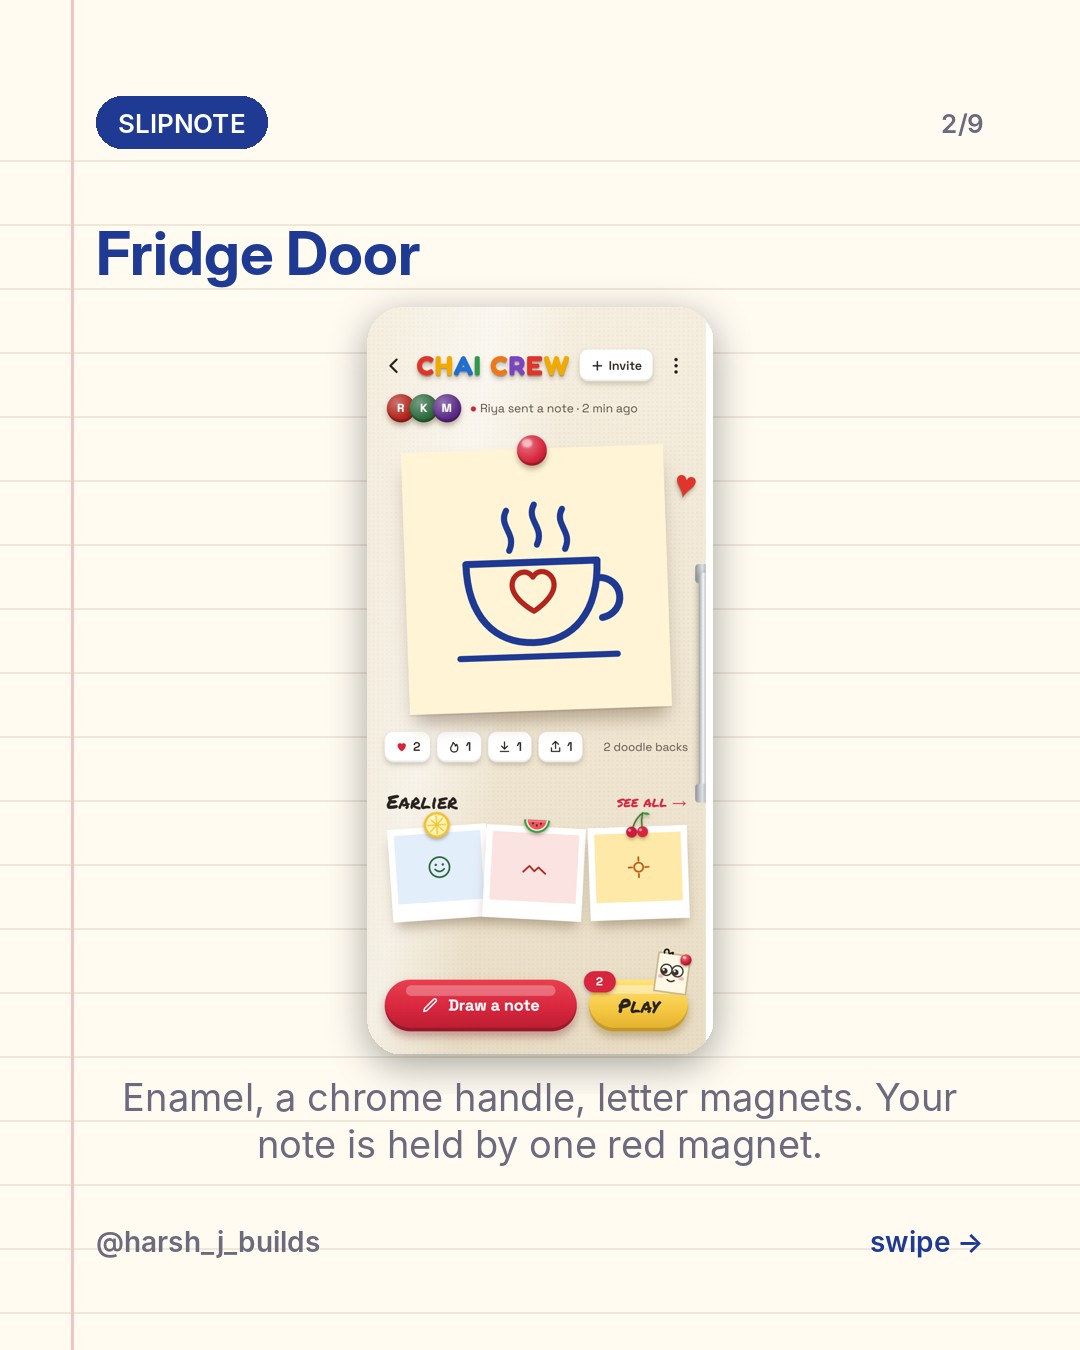 SLIPNOTE
2/9
Fridge Door
CHAI CREW
+ Invite
R K M
Riya sent a note · 2 min ago
2 1 1 1
2 doodle backs
EARLIER
SEE ALL →
Draw a note
2
PLAY
Enamel, a chrome handle, letter magnets. Your
note is held by one red magnet.
@harsh_j_builds
swipe →